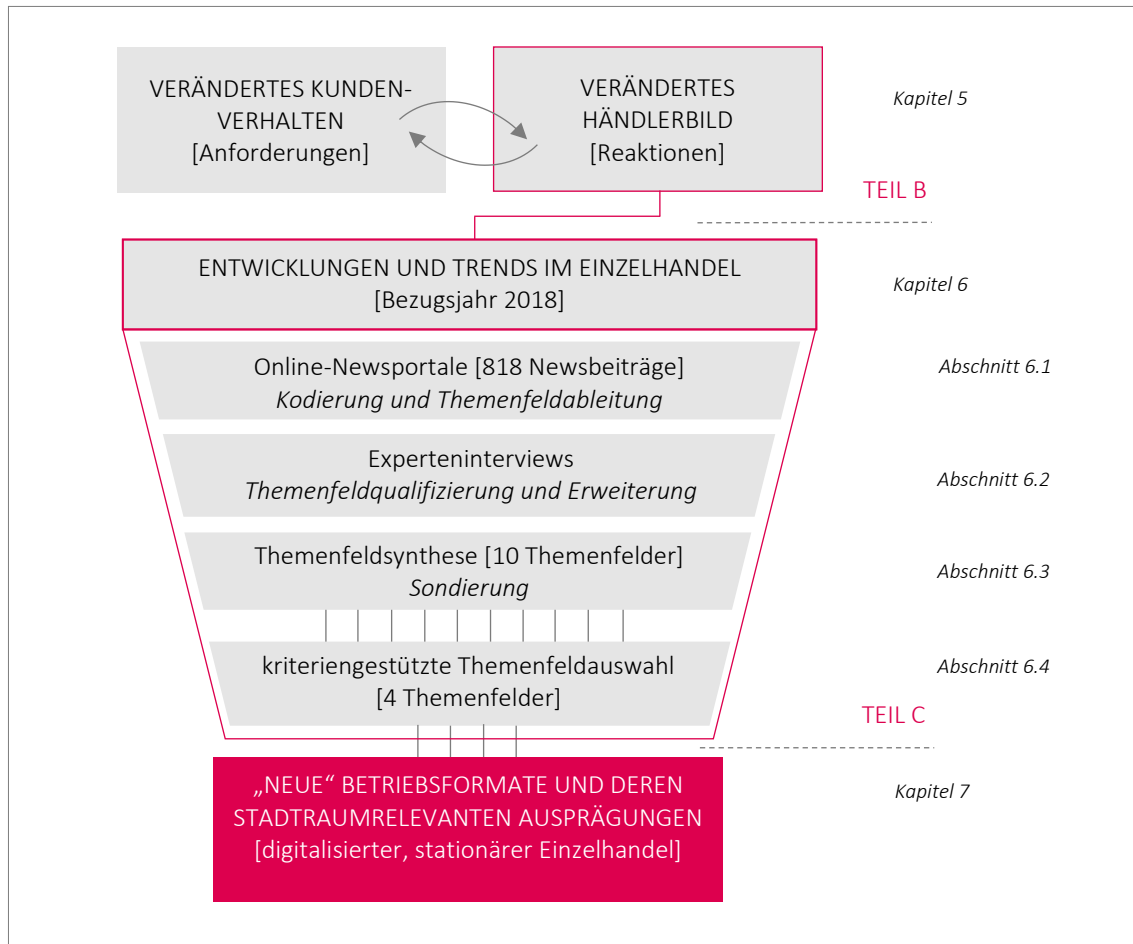 VERÄNDERTES KUNDEN-
VERHALTEN
[Anforderungen]
VERÄNDERTES
HÄNDLERBILD
[Reaktionen]
Kapitel 5
TEIL B
ENTWICKLUNGEN UND TRENDS IM EINZELHANDEL
[Bezugsjahr 2018]
Kapitel 6
Online-Newsportale [818 Newsbeiträge]
Kodierung und Themenfeldableitung
Abschnitt 6.1
Experteninterviews
Themenfeldqualifizierung und Erweiterung
Abschnitt 6.2
Themenfeldsynthese [10 Themenfelder]
Sondierung
Abschnitt 6.3
kriteriengestützte Themenfeldauswahl
[4 Themenfelder]
Abschnitt 6.4
TEIL C
„NEUE“ BETRIEBSFORMATE UND DEREN
STADTRAUMRELEVANTEN AUSPRÄGUNGEN
[digitalisierter, stationärer Einzelhandel]
Kapitel 7